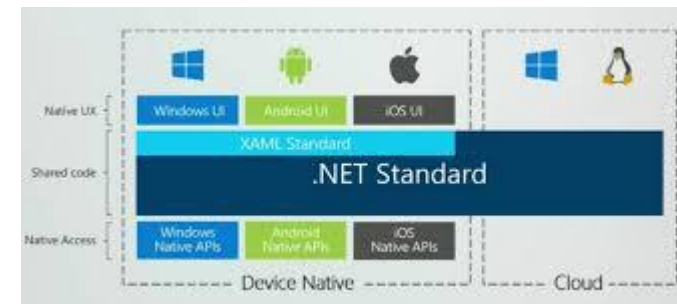 Native UX
Windows UI
Android UI
iOS UI
Shared code
XAML Standard
.NET Standard
Native Access
Windows
Native APIs
Android
Native APIs
iOS
Native APIs
Device Native
Cloud